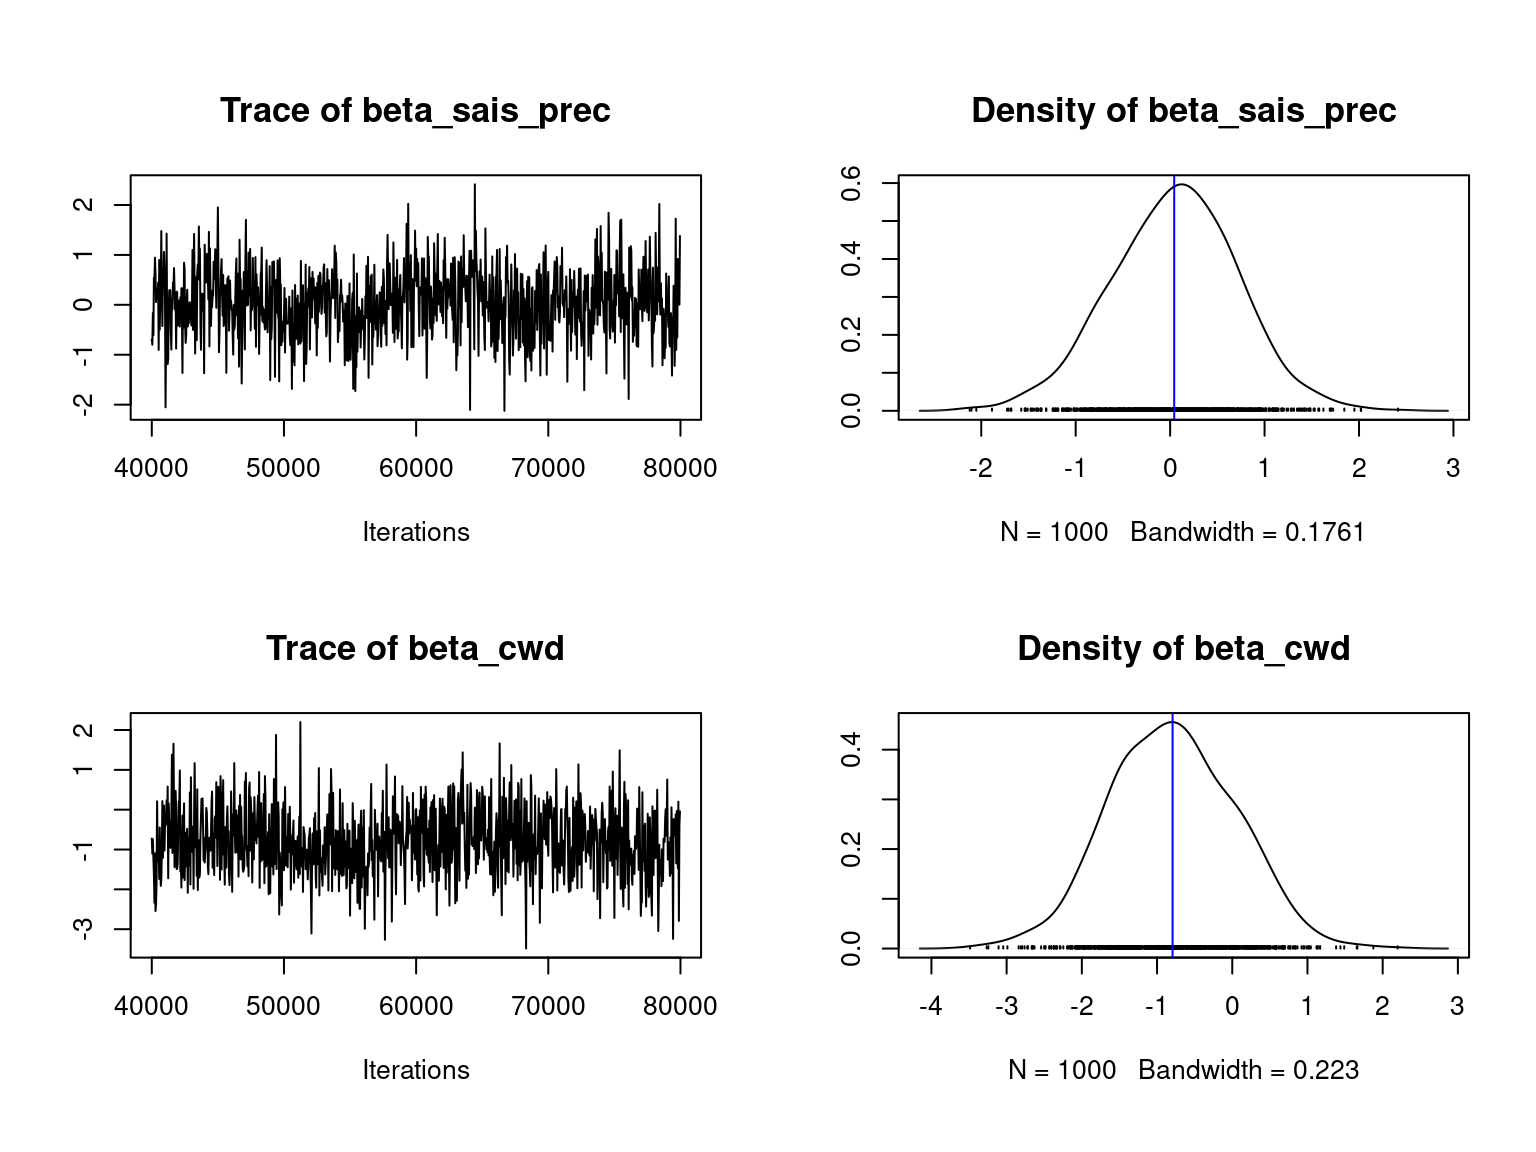 Trace of beta_sais_prec
2
1
0
-1
-2
40000 50000 60000 70000 80000
Iterations
Density of beta_sais_prec
0.6
0.4
0.2
0.0
-2 -1 0 1 2 3
N = 1000 Bandwidth = 0.1761
Trace of beta_cwd
2
1
-1
-3
40000 50000 60000 70000 80000
Iterations
Density of beta_cwd
0.4
0.2
0.0
-4 -3 -2 -1 0 1 2 3
N = 1000 Bandwidth = 0.223